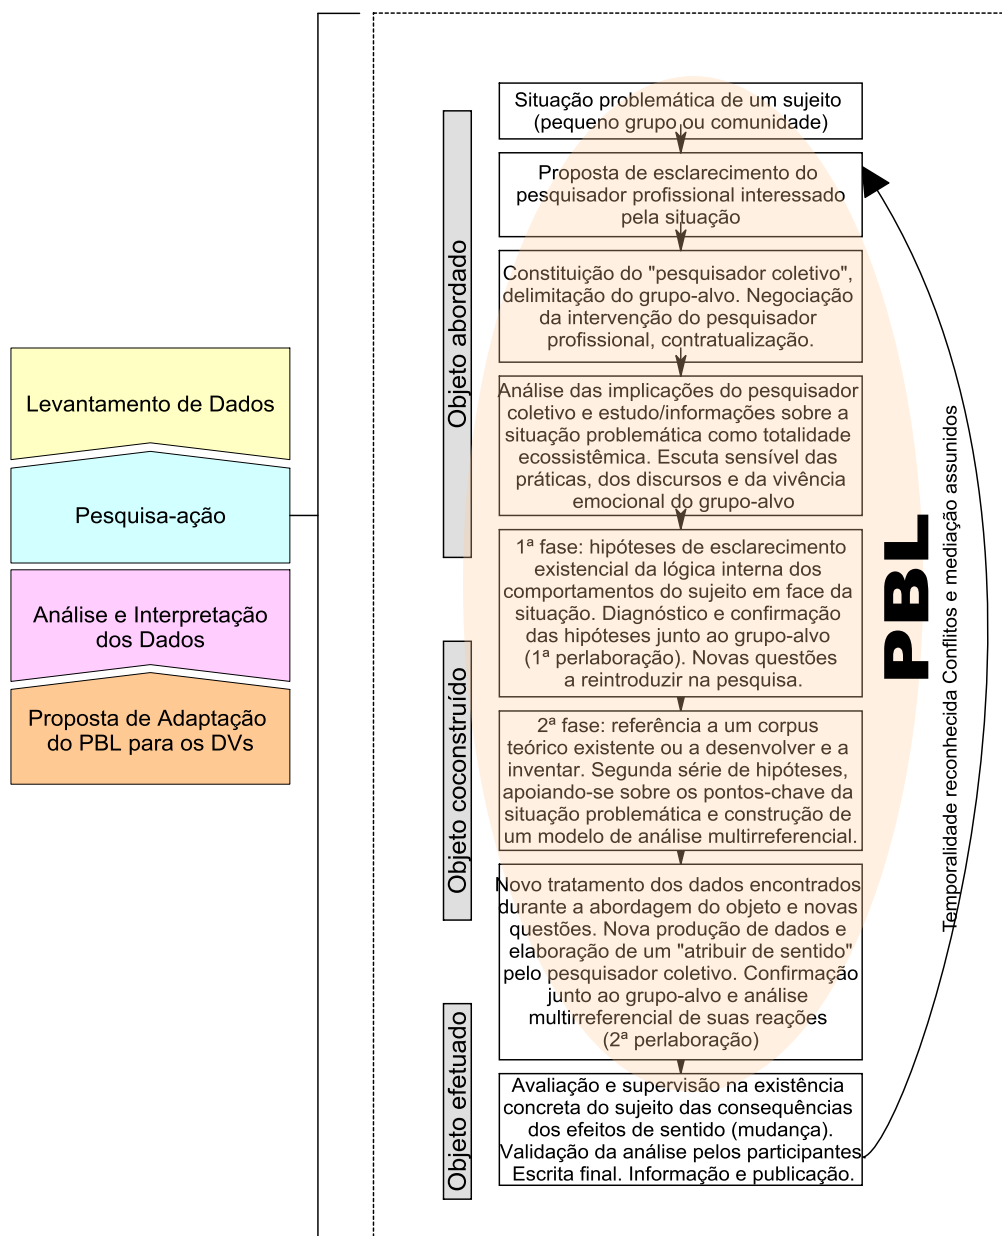 Levantamento de Dados
Pesquisa-ação
Análise e Interpretação
dos Dados
Proposta de Adaptação
do PBL para os DVs
Objeto abordado
Objeto coconstruído
Objeto efetuado
Situação problemática de um sujeito
(pequeno grupo ou comunidade)
Proposta de esclarecimento do
pesquisador profissional interessado
pela situação
Constituição do "pesquisador coletivo",
delimitação do grupo-alvo. Negociação
da intervenção do pesquisador
profissional, contratualização.
Análise das implicações do pesquisador
coletivo e estudo/informações sobre a
situação problemática como totalidade
ecossistêmica. Escuta sensível das
práticas, dos discursos e da vivência
emocional do grupo-alvo
1ª fase: hipóteses de esclarecimento
existencial da lógica interna dos
comportamentos do sujeito em face da
situação. Diagnóstico e confirmação
das hipóteses junto ao grupo-alvo
(1ª perlaboração). Novas questões
a reintroduzir na pesquisa.
2ª fase: referência a um corpus
teórico existente ou a desenvolver e a
inventar. Segunda série de hipóteses,
apoiando-se sobre os pontos-chave da
situação problemática e construção de
um modelo de análise multirreferencial.
Novo tratamento dos dados encontrados
durante a abordagem do objeto e novas
questões. Nova produção de dados e
elaboração de um "atribuir de sentido"
pelo pesquisador coletivo. Confirmação
junto ao grupo-alvo e análise
multirreferencial de suas reações
(2ª perlaboração)
Avaliação e supervisão na existência
concreta do sujeito das consequências
dos efeitos de sentido (mudança).
Validação da análise pelos participantes.
Escrita final. Informação e publicação.
PBL
Temporalidade reconhecida Conflitos e mediação assumidos